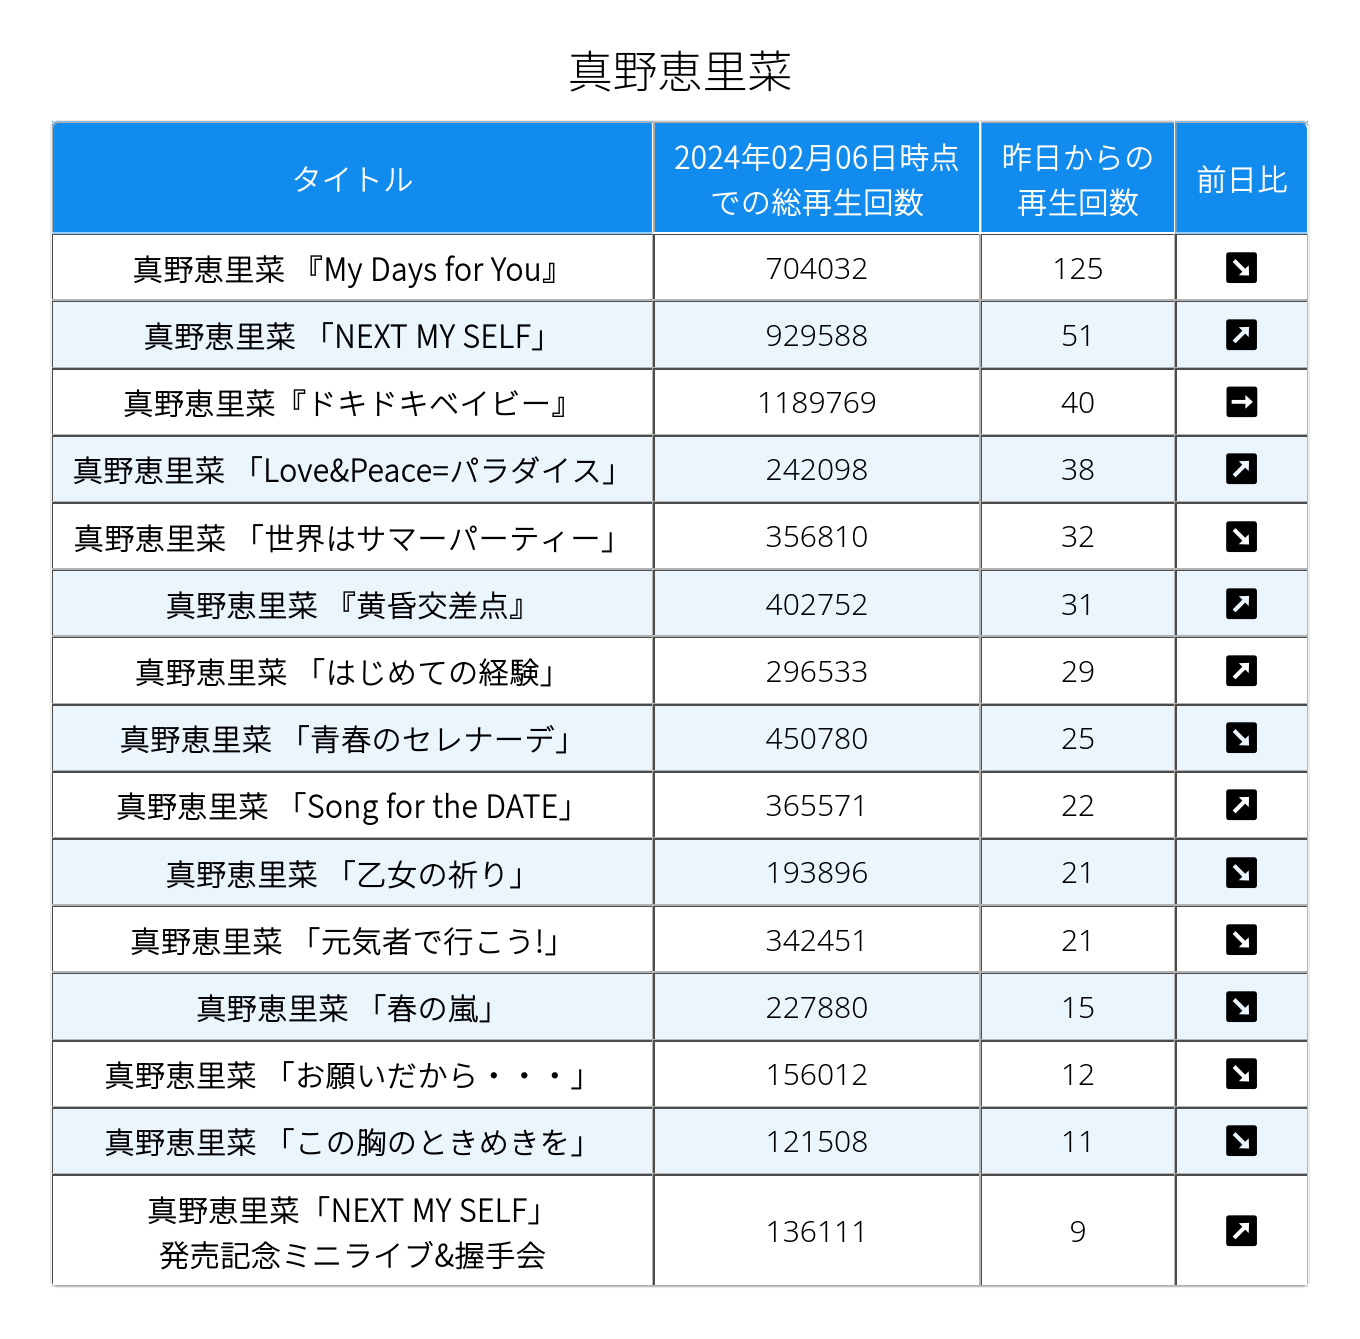 真野恵里菜
タイトル
2024年02月06日時点
での総再生回数
昨日からの
再生回数
前日比
真野恵里菜 『My Days for You』 704032 125 ↘
真野恵里菜 「NEXT MY SELF」 929588 51 ↗
真野恵里菜『ドキドキベイビー』 1189769 40 →
真野恵里菜 「Love&Peace=パラダイス」 242098 38 ↗
真野恵里菜 「世界はサマーパーティー」 356810 32 ↘
真野恵里菜 『黄昏交差点』 402752 31 ↗
真野恵里菜 「はじめての経験」 296533 29 ↗
真野恵里菜 「青春のセレナーデ」 450780 25 ↘
真野恵里菜 「Song for the DATE」 365571 22 ↗
真野恵里菜 「乙女の祈り」 193896 21 ↘
真野恵里菜 「元気者で行こう!」 342451 21 ↘
真野恵里菜 「春の嵐」 227880 15 ↘
真野恵里菜 「お願いだから・・・」 156012 12 ↘
真野恵里菜 「この胸のときめきを」 121508 11 ↘
真野恵里菜「NEXT MY SELF」
発売記念ミニライブ&握手会
136111 9 ↗